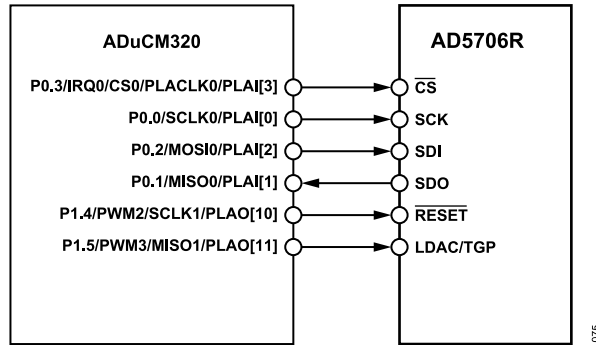 ADuCM320
AD5706R
P0.3/IRQ0/CS0/PLACLK0/PLAI[3]
CS
P0.0/SCLK0/PLAI[0]
SCK
P0.2/MOSI0/PLAI[2]
SDI
P0.1/MISO0/PLAI[1]
SDO
P1.4/PWM2/SCLK1/PLAO[10]
RESET
P1.5/PWM3/MISO1/PLAO[11]
LDAC/TGP
075